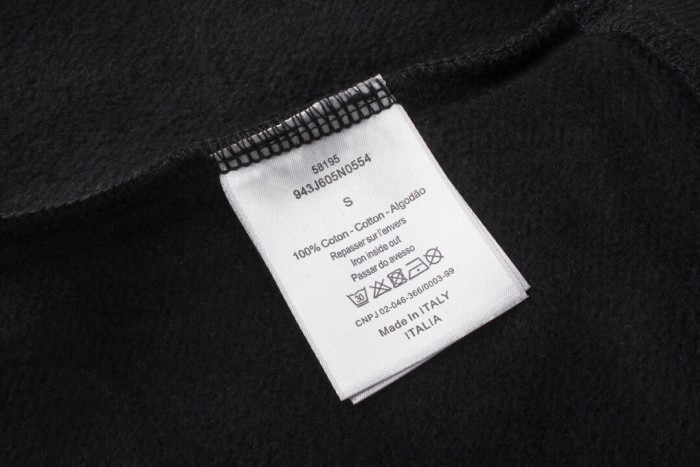 58195
943J605N0554
S
100% Coton - Cotton - Algodão
Repasser sur l'envers
Iron inside out
Passar do avesso
30
CNPJ 02-046-366/0003-99
Made In ITALY
ITALIA